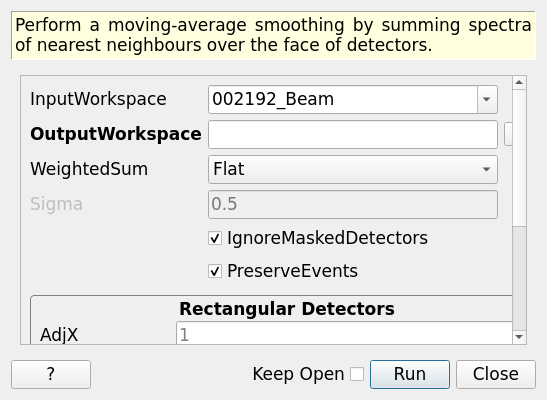 Perform a moving-average smoothing by summing spectra
of nearest neighbours over the face of detectors.
InputWorkspace 002192_Beam
OutputWorkspace
WeightedSum Flat
Sigma 0.5
IgnoreMaskedDetectors
PreserveEvents
Rectangular Detectors
AdjX 1
? Keep Open Run Close